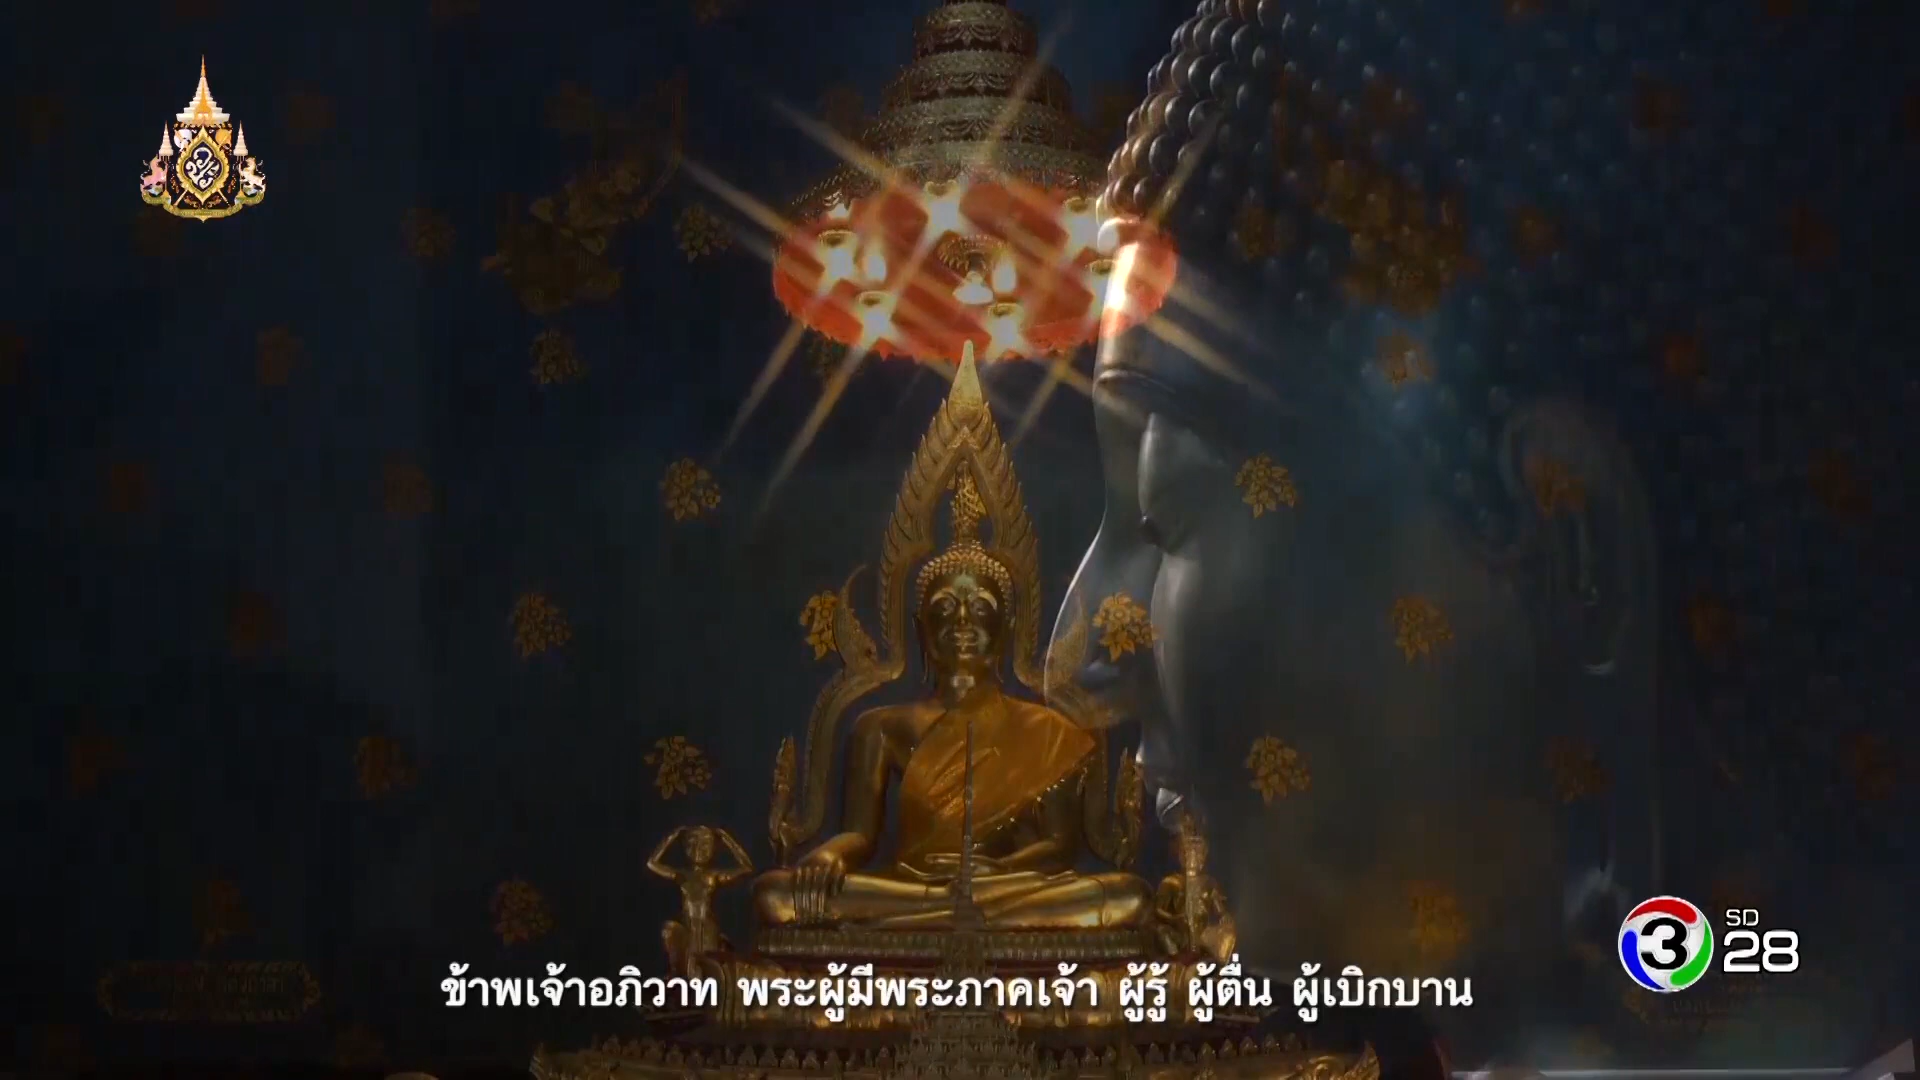 ข้าพเจ้าอภิวาท พระผู้มีพระภาคเจ้า ผู้รู้ ผู้ตื่น ผู้เบิกบาน
3 SD
28